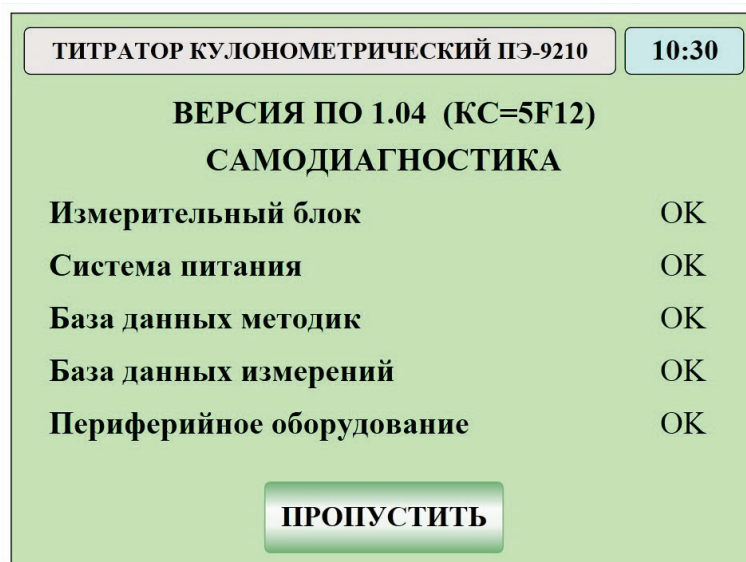 ТИТРАТОР КУЛОНОМЕТРИЧЕСКИЙ ПЭ-9210 10:30
ВЕРСИЯ ПО 1.04 (КС=5F12)
САМОДИАГНОСТИКА
Измерительный блок OK
Система питания OK
База данных методик OK
База данных измерений OK
Периферийное оборудование OK
ПРОПУСТИТЬ